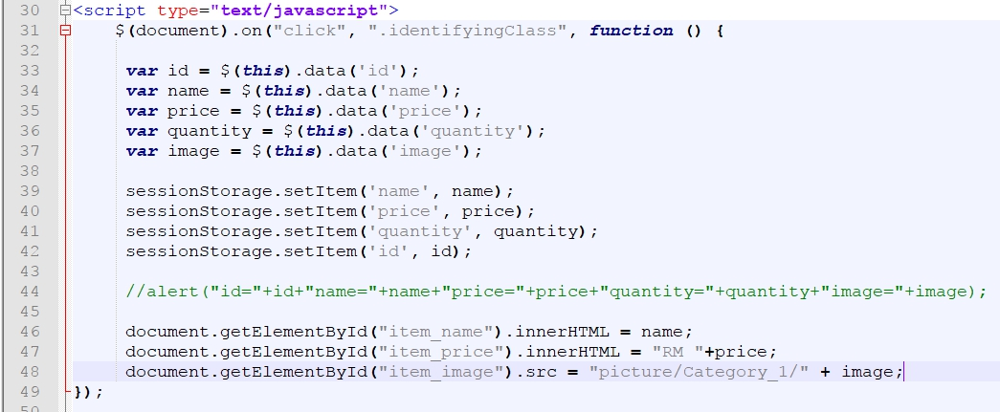 30 <script type="text/javascript">
31 $(document).on("click", ".identifyingClass", function () {
32
33 var id = $(this).data('id');
34 var name = $(this).data('name');
35 var price = $(this).data('price');
36 var quantity = $(this).data('quantity');
37 var image = $(this).data('image');
38
39 sessionStorage.setItem('name', name);
40 sessionStorage.setItem('price', price);
41 sessionStorage.setItem('quantity', quantity);
42 sessionStorage.setItem('id', id);
43
44 //alert("id="+id+"name="+name+"price="+price+"quantity="+quantity+"image="+image);
45
46 document.getElementById("item_name").innerHTML = name;
47 document.getElementById("item_price").innerHTML = "RM "+price;
48 document.getElementById("item_image").src = "picture/Category_1/" + image;
49 });
50